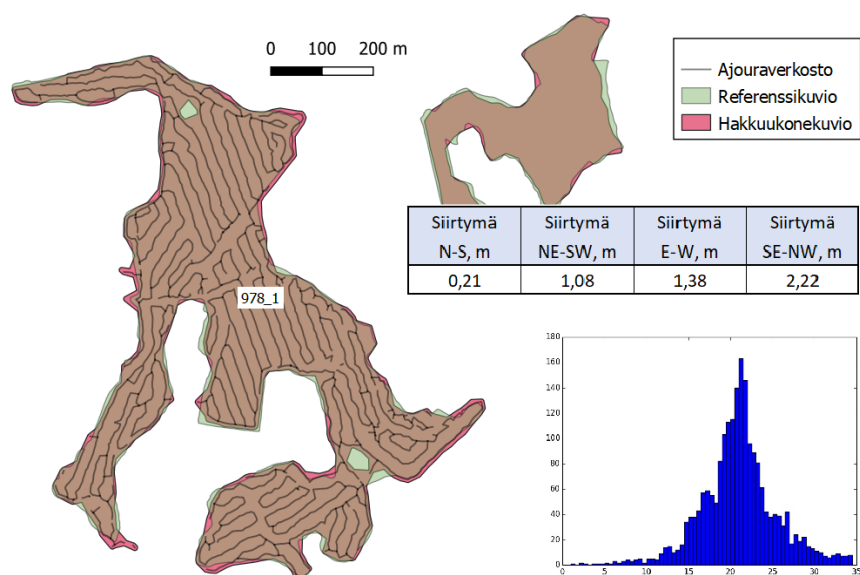 0 100 200 m
Ajouraverkosto
Referenssikuvio
Hakkuukonekuvio
Siirtymä Siirtymä Siirtymä Siirtymä
N-S, m NE-SW, m E-W, m SE-NW, m
0,21 1,08 1,38 2,22
978_1
180
160
140
120
100
80
60
40
20
0
0 5 10 15 20 25 30 35